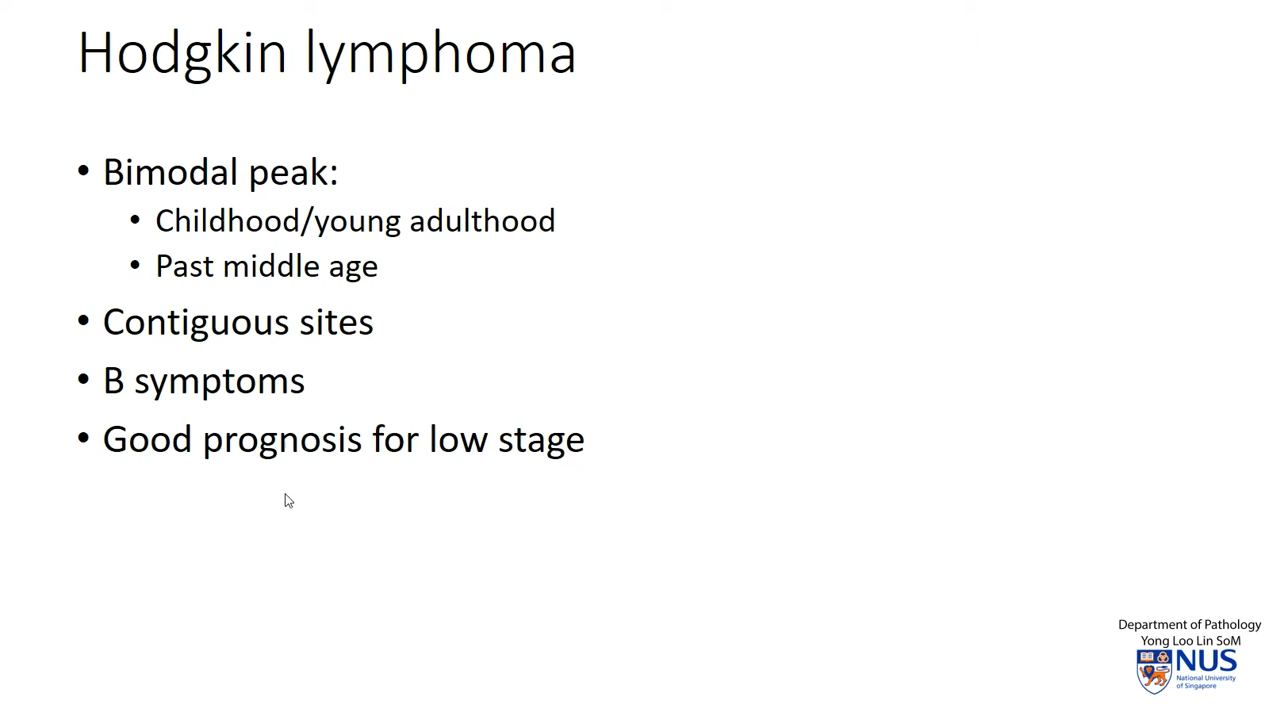 Hodgkin lymphoma
• Bimodal peak:
• Childhood/young adulthood
• Past middle age
• Contiguous sites
• B symptoms
• Good prognosis for low stage
Department of Pathology
Yong Loo Lin SoM
NUS
National University
of Singapore